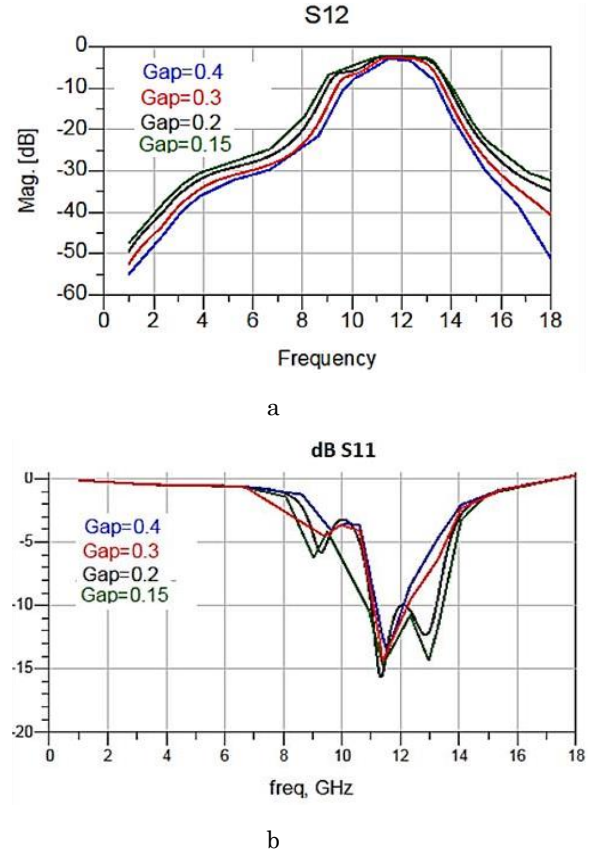 S12
Mag. [dB]
0
-10
-20
-30
-40
-50
-60
Gap=0.4
Gap=0.3
Gap=0.2
Gap=0.15
0 2 4 6 8 10 12 14 16 18
Frequency
a
dB S11
0
-5
-10
-15
-20
Gap=0.4
Gap=0.3
Gap=0.2
Gap=0.15
0 2 4 6 8 10 12 14 16 18
freq, GHz
b